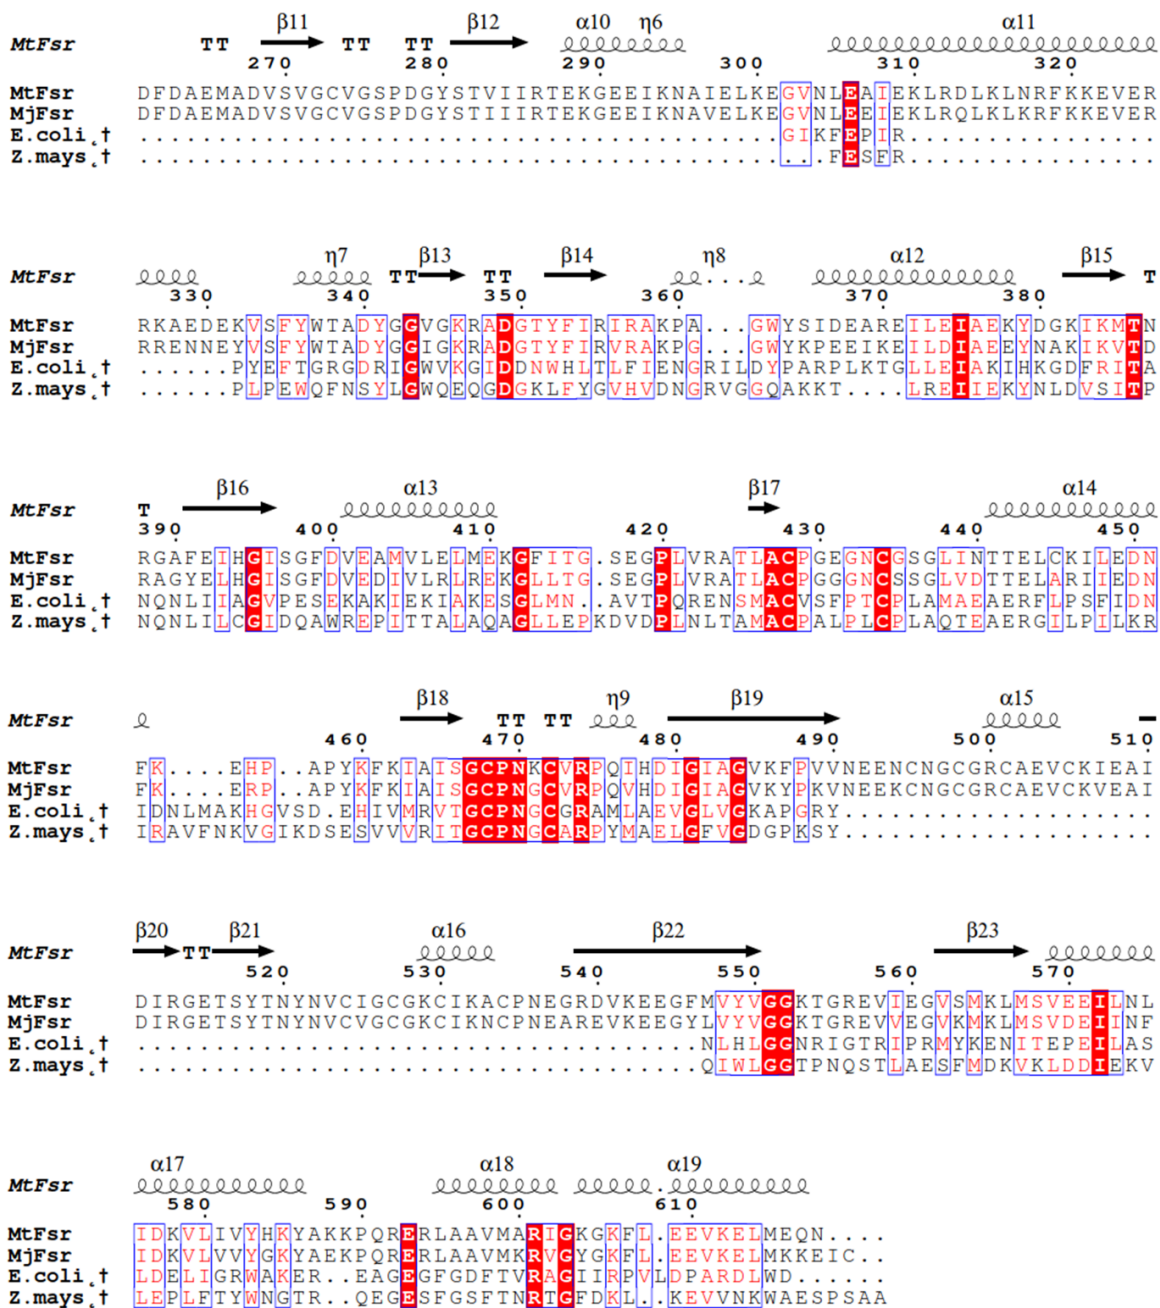 β11 β12 α10 η6 α11
MtFsr TT TT TT
270 280 290 300 310 320
MtFsr DFDAEMADVSVGCVGSPDGYSTVIIRTEKGEEIKNAIELKEGVNLEAIEKLRDLKLNRFKKEVER
MjFsr DFDAEMADVSVGCVGSPDGYSTIIIRTEKGEEIKNAVELKEGVNLEEIEKLRQLKLKRFKKEVER
E.coli.† .........................................GIKFEPIR................
Z.mays.† ............................................FESFR................
η7 β13 β14 η8 α12 β15
MtFsr TT TT ... T
330 340 350 360 370 380
MtFsr RKAEDEKVSFYWTADYGGVGKRADGTYFIRIRAKPA...GWYSIDEAREILEIAEKYDGKIKMTN
MjFsr RRENNEYVSFYWTADYGGIGKRADGTYFIRVRAKPG...GWYKPEEIKEILDIAEEYNAKIKVTD
E.coli.† ......PYEFTGRGDRIGWVKGIDDNWHLTLFIENGRILDYPARPLKTGLLEIAKIHKGDFRITA
Z.mays.† ......PLPEWQFNSYLGWQEQGDGKLFYGVHVDNGRVGGQAKKT....LREIIEKYNLDVSITP
β16 α13 β17 α14
MtFsr T
390 400 410 420 430 440 450
MtFsr RGAFEIHGISGFDVEAMVLELMEKGFITG.SEGPLVRATLACPGEGNCGSGLINTTELCKILEDN
MjFsr RAGYELHGISGFDVEDIVLRLREKGLLTG.SEGPLVRATLACPGGGNCSSGLVDTTELARIIEDN
E.coli.† NQNLIIAGVPESEKAKIEKIAKESGLMN..AVTPQRENSMACVSFPTCPLAMAEAERFLPSFIDN
Z.mays.† NQNLILCGIDQAWREPITTALAQAGLLEPKDVDPLNLTAMACPALPLCPLAQTEAERGILPILKR
β18 η9 β19 α15
MtFsr TT TT
460 470 480 490 500 510
MtFsr FK....EHP..APYKFKIAISGCPNKCVRPQIHDIGIAGVKFPVVNEENCNGCGRCAEVCKIEAI
MjFsr FK....ERP..APYKFKIAISGCPNGCVRPQVHDIGIAGVKYPKVNEEKCNGCGRCAEVCKVEAI
E.coli.† IDNLMAKHGVSD.EHIVMRVTGCPNGCGRAMLAEVGLVGKAPGRY....................
Z.mays.† IRAVFNKVGIKDSESVVVRITGCPNGCARPYMAELGFVGDGPKSY....................
β20 β21 α16 β22 β23
MtFsr TT
520 530 540 550 560 570
MtFsr DIRGETSYTNYNVCIGCGKCIKACPNEGRDVKEEGFMVYVGGKTGREVIEGVSMKLMSVEEILNL
MjFsr DIRGETSYTNYNVCVGCGKCIKNCPNEAREVKEEGYLVYVGGKTGREVVEGVKMKLMSVDEIINF
E.coli.† ....................................NLHLGGNRIGTRIPRMYKENITEPEILAS
Z.mays.† ....................................QIWLGGTPNQSTLAESFMDKVKLDDIEKV
α17 α18 α19
MtFsr .
580 590 600 610
MtFsr IDKVLIVYHKYAKKPQRERLAAVMARIGKGKFL.EEVKELMEQN....
MjFsr IDKVLVVYGKYAEKPQRERLAAVMKRVGYGKFL.EEVKELMKKEIC..
E.coli.† LDELIGRWAKER..EAGEGFGDFTVRAGIIRPVLDPARDLWD......
Z.mays.† LEPLFTYWNGTR..QEGESFGSFTNRTGFDKL..KEVVNKWAESPSAA